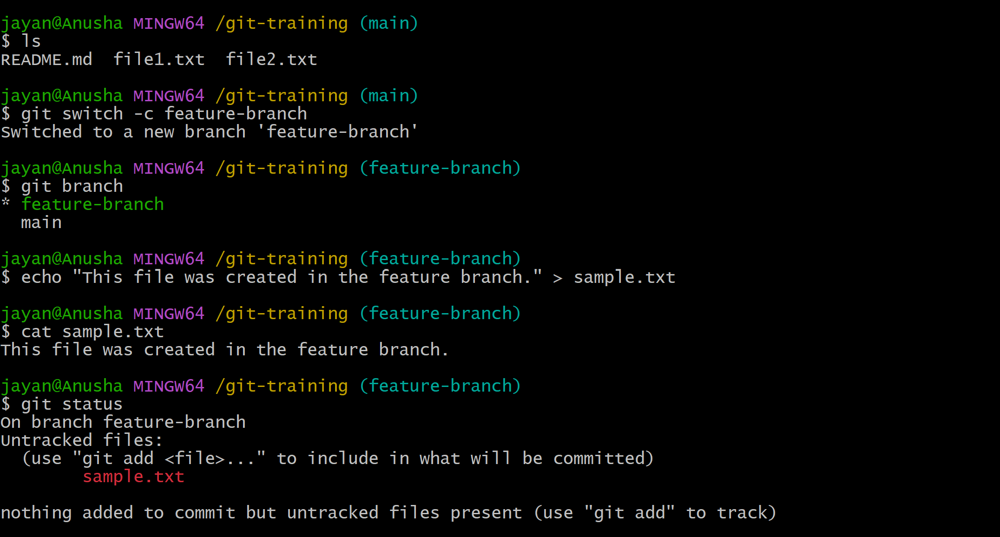 jayan@Anusha MINGW64 /git-training (main)
$ ls
README.md  file1.txt  file2.txt
jayan@Anusha MINGW64 /git-training (main)
$ git switch -c feature-branch
Switched to a new branch 'feature-branch'
jayan@Anusha MINGW64 /git-training (feature-branch)
$ git branch
* feature-branch
  main
jayan@Anusha MINGW64 /git-training (feature-branch)
$ echo "This file was created in the feature branch." > sample.txt
jayan@Anusha MINGW64 /git-training (feature-branch)
$ cat sample.txt
This file was created in the feature branch.
jayan@Anusha MINGW64 /git-training (feature-branch)
$ git status
On branch feature-branch
Untracked files:
  (use "git add <file>..." to include in what will be committed)
        sample.txt
nothing added to commit but untracked files present (use "git add" to track)